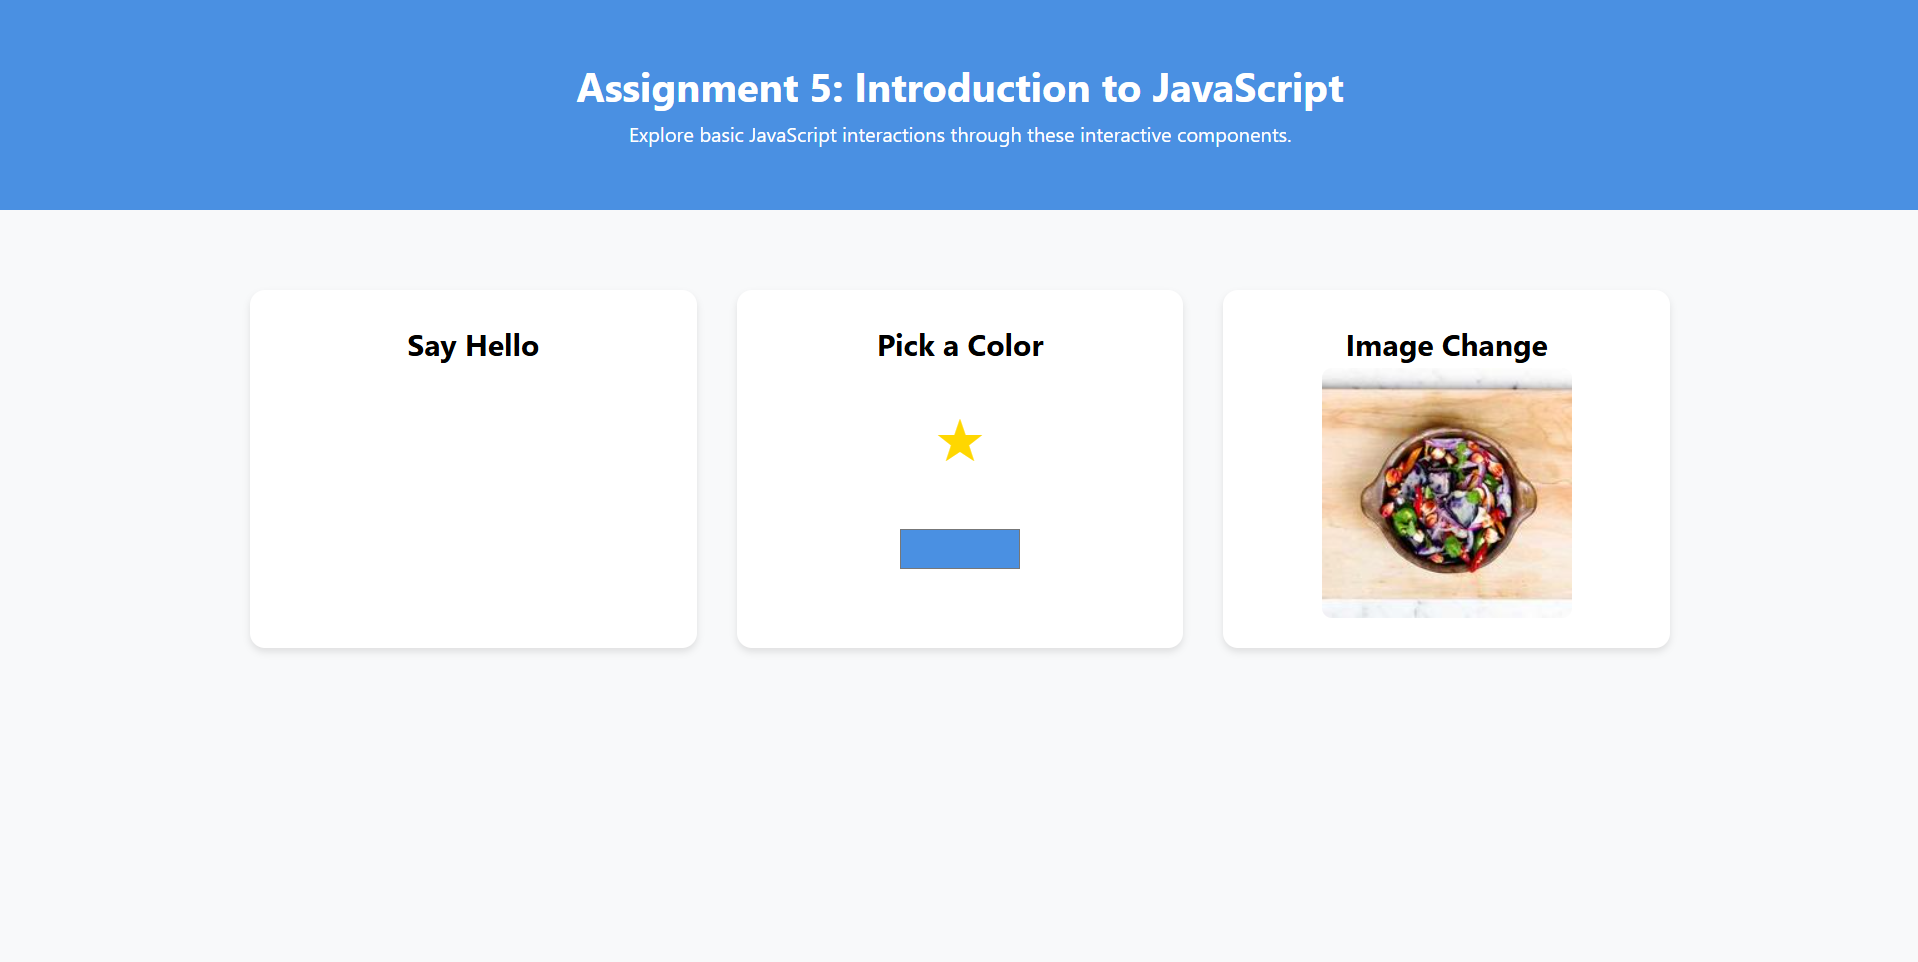 Assignment 5: Introduction to JavaScript
Explore basic JavaScript interactions through these interactive components.
Say Hello
Pick a Color
Image Change